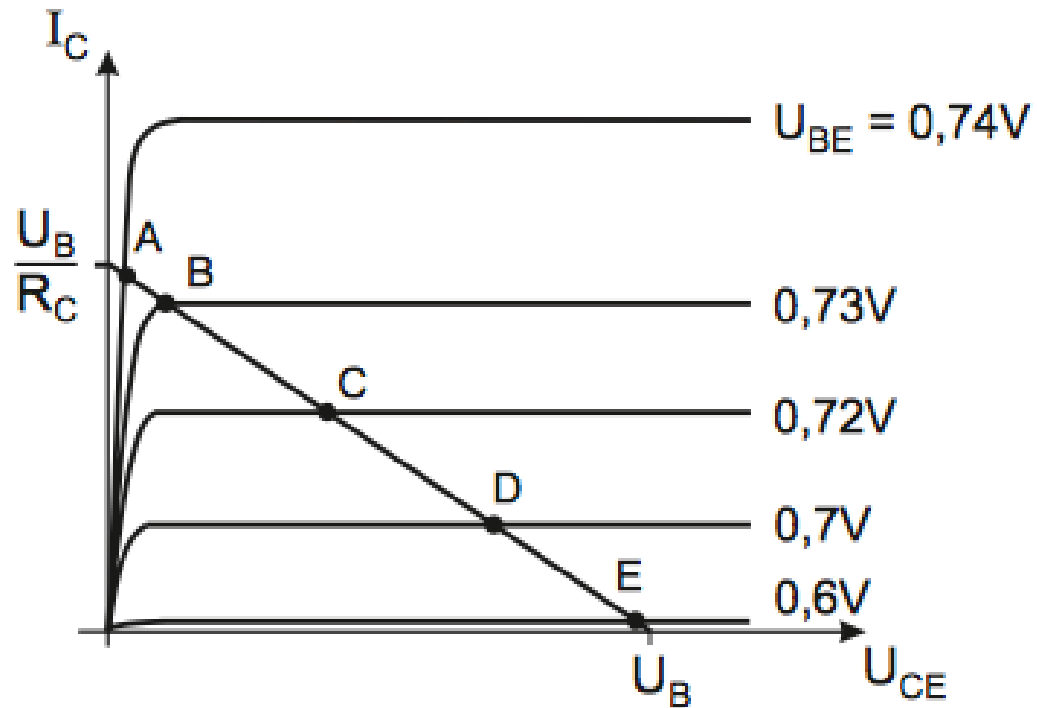 I_C
U_BE = 0,74V
A
U_B
R_C
B
0,73V
C
0,72V
D
0,7V
E
0,6V
U_B
U_CE